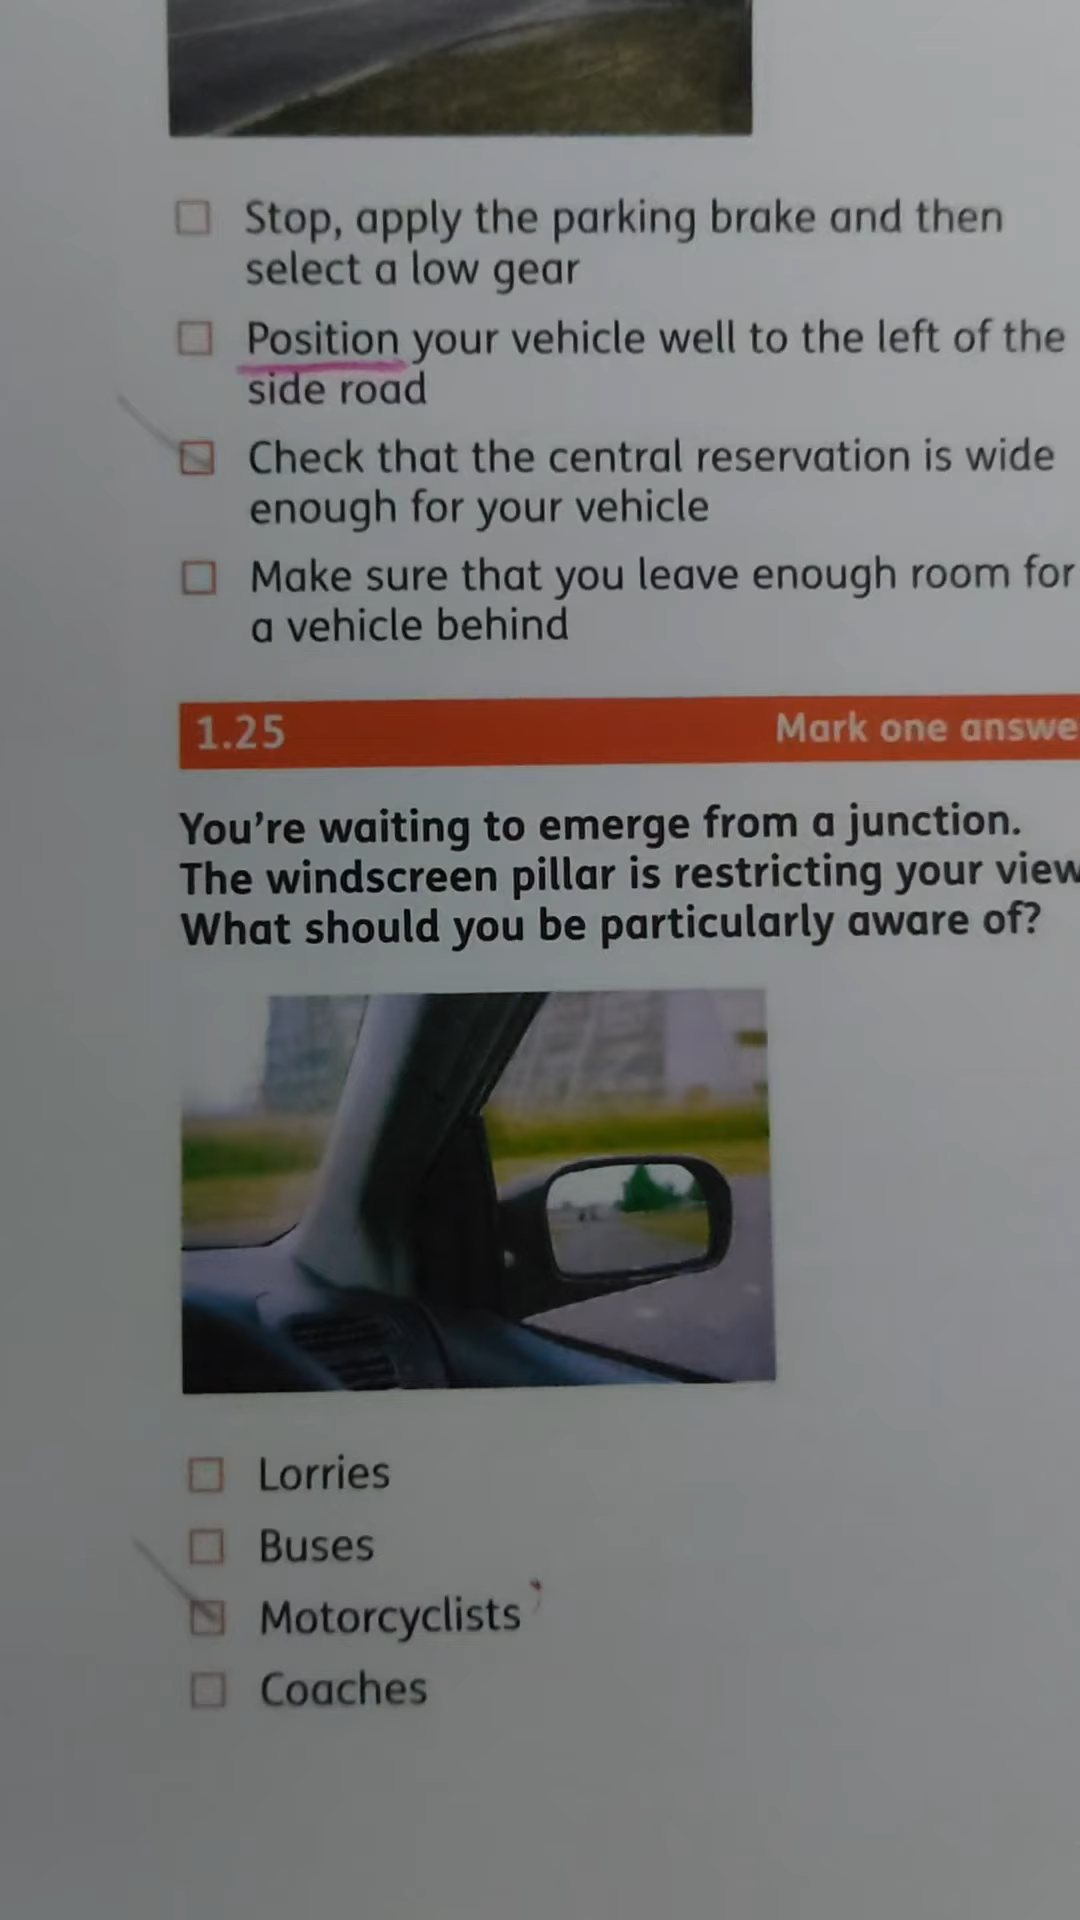 Stop, apply the parking brake and then
select a low gear
Position your vehicle well to the left of the
side road
Check that the central reservation is wide
enough for your vehicle
Make sure that you leave enough room for
a vehicle behind
1.25 Mark one answe
You're waiting to emerge from a junction.
The windscreen pillar is restricting your view
What should you be particularly aware of?
Lorries
Buses
Motorcyclists
Coaches